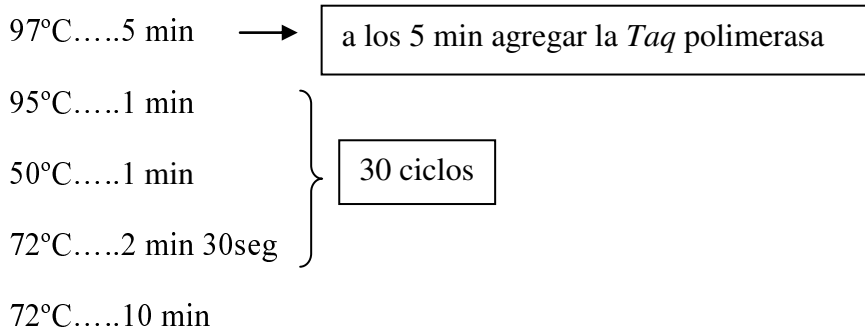 97ºC…..5 min a los 5 min agregar la Taq polimerasa
95ºC…..1 min
50ºC…..1 min 30 ciclos
72ºC…..2 min 30seg
72ºC…..10 min